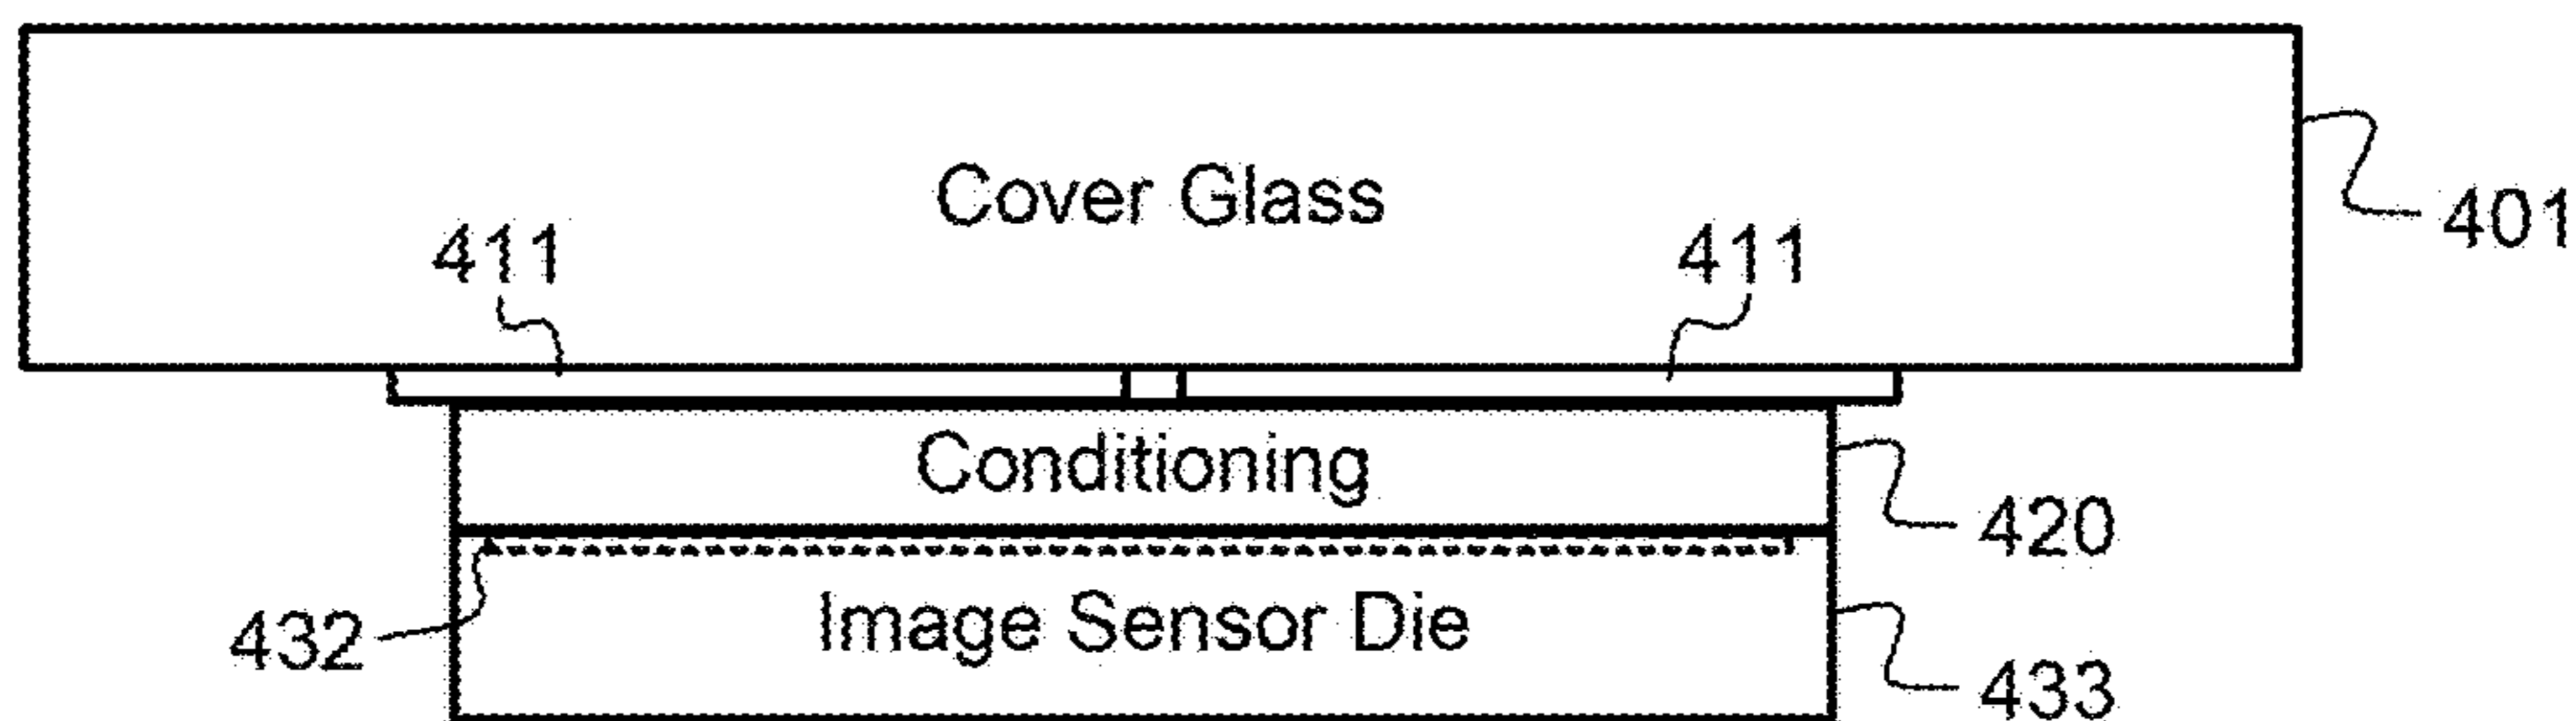 Cover Glass
401
411 411
Conditioning
420
432
Image Sensor Die
433